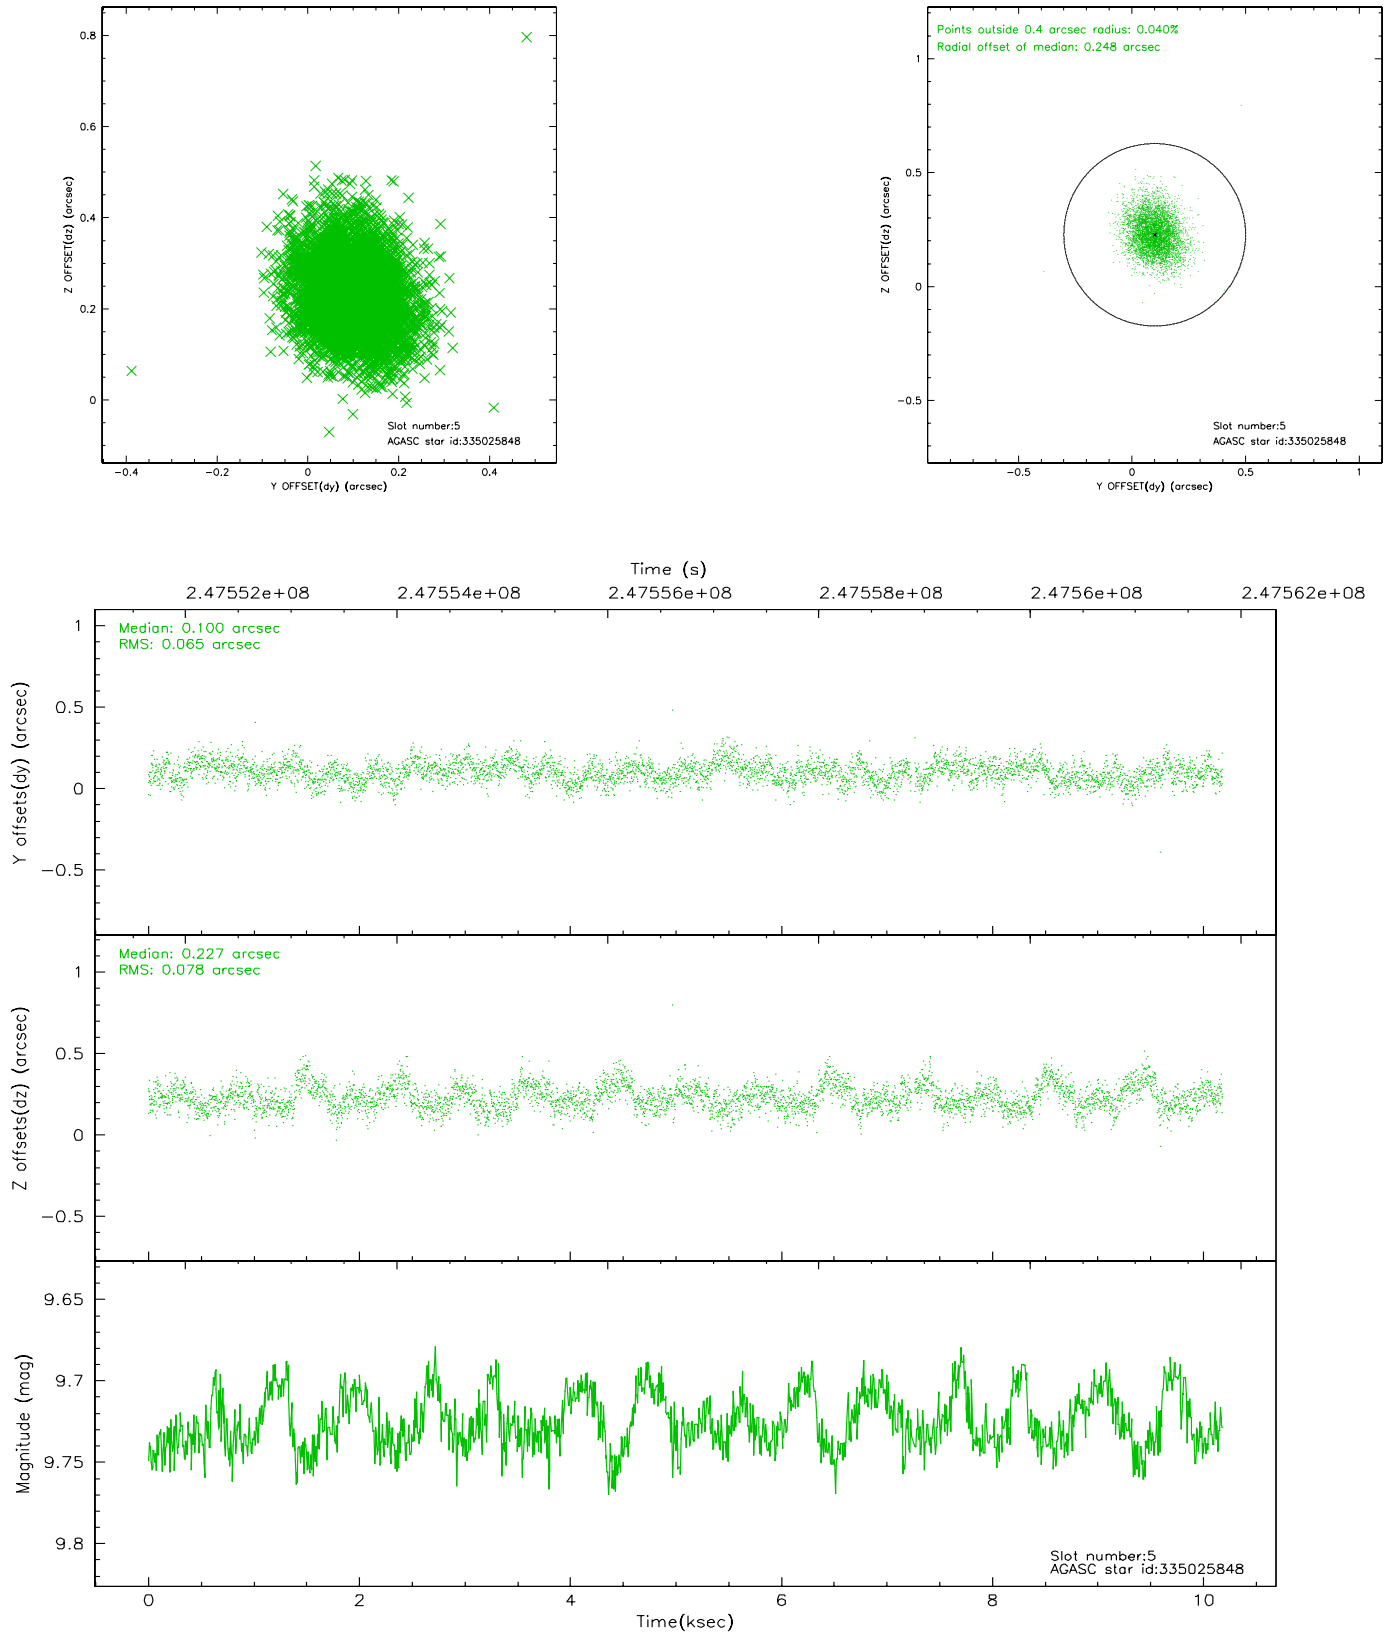 0.8
0.6
0.4
0.2
0
Z OFFSET(dz) (arcsec)
Slot number:5
AGASC star id:335025848
−0.4 −0.2 0 0.2 0.4
Y OFFSET(dy) (arcsec)
Points outside 0.4 arcsec radius: 0.040%
Radial offset of median: 0.248 arcsec
1
0.5
0
−0.5
Z OFFSET(dz) (arcsec)
Slot number:5
AGASC star id:335025848
−0.5 0 0.5 1
Y OFFSET(dy) (arcsec)
Time (s)
2.47552e+08 2.47554e+08 2.47556e+08 2.47558e+08 2.4756e+08 2.47562e+08
Median: 0.100 arcsec
RMS: 0.065 arcsec
1
0.5
0
−0.5
Y offsets(dy) (arcsec)
Median: 0.227 arcsec
RMS: 0.078 arcsec
1
0.5
0
−0.5
Z offsets(dz) (arcsec)
9.65
9.7
9.75
9.8
Magnitude (mag)
Slot number:5
AGASC star id:335025848
0 2 4 6 8 10
Time(ksec)